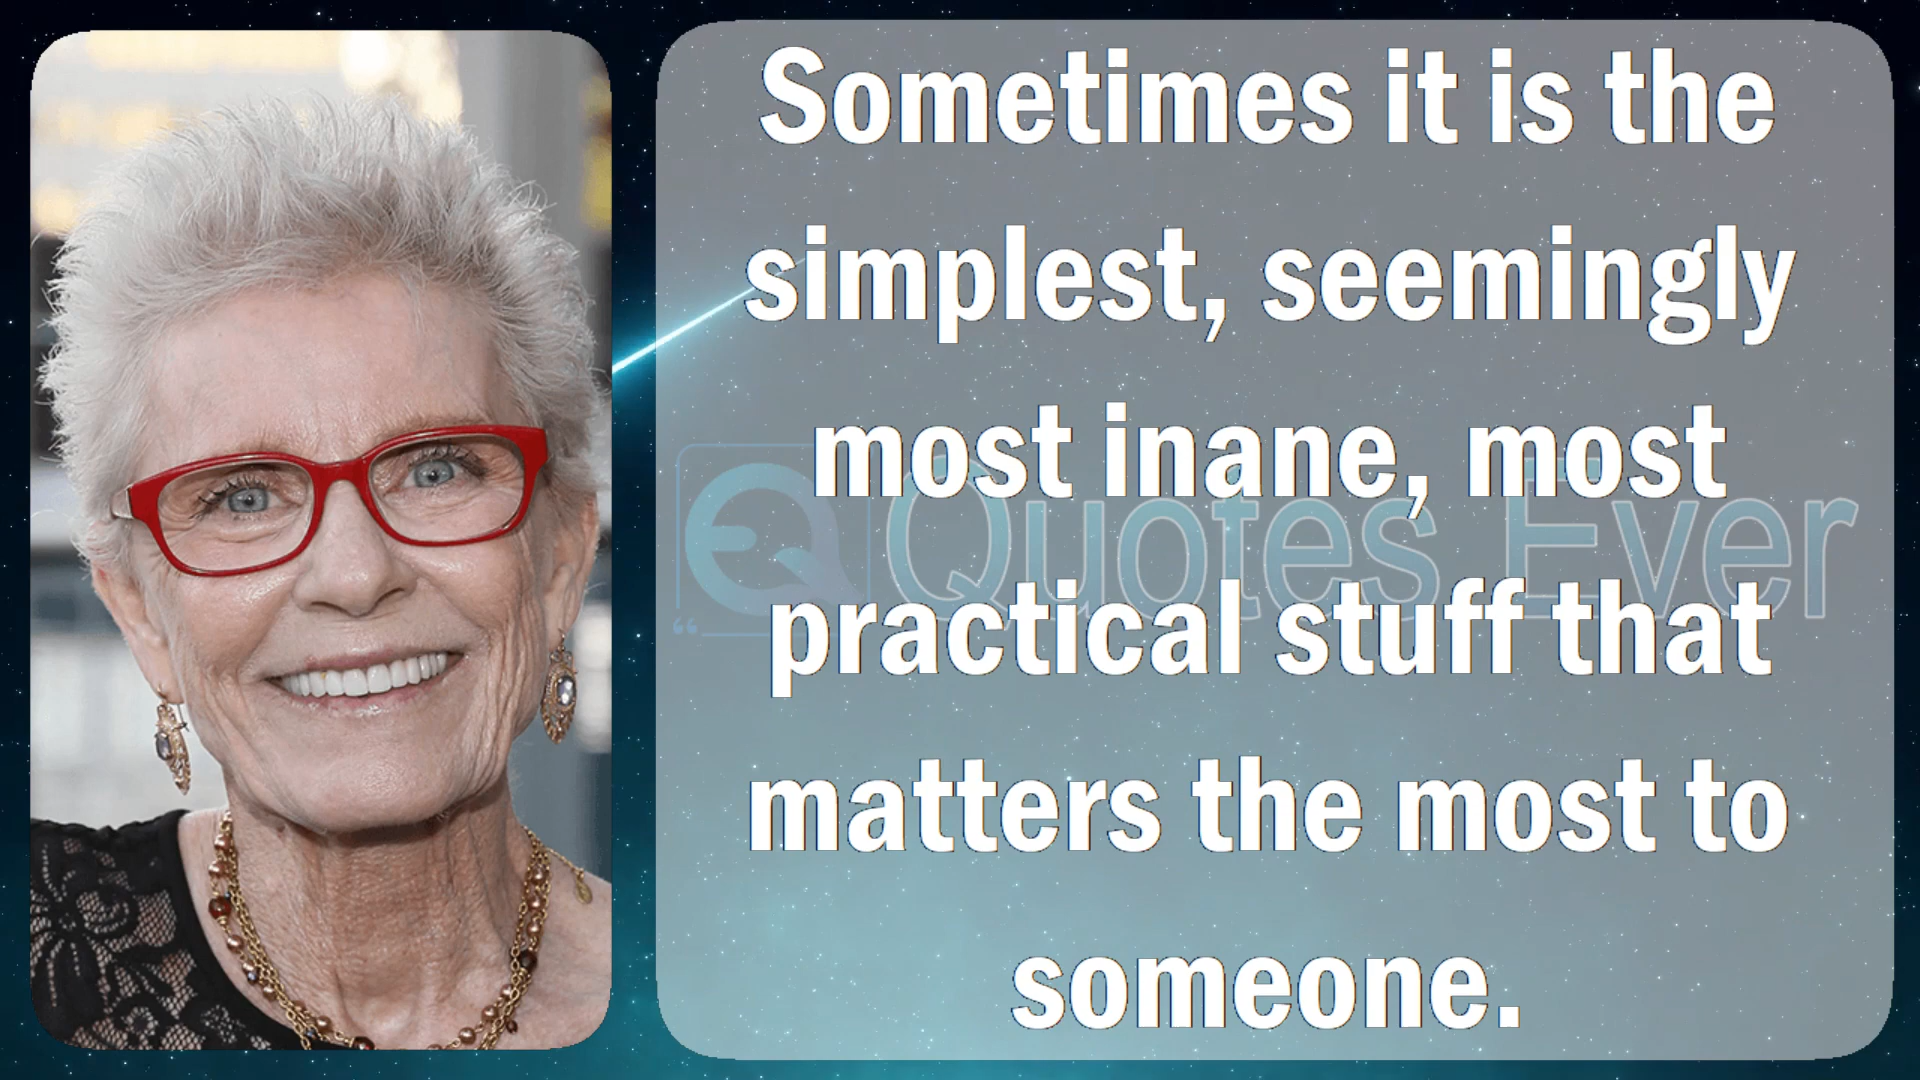 Sometimes it is the
simplest, seemingly
most inane, most
EQ Quotes Ever
practical stuff that
matters the most to
someone.